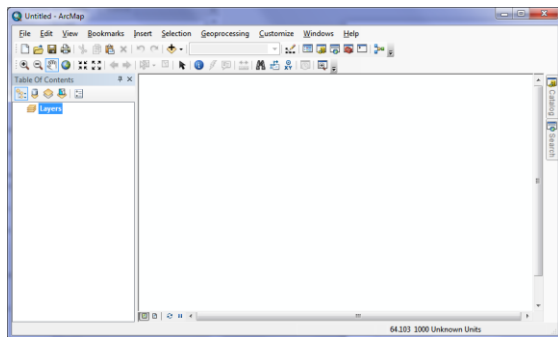 Untitled - ArcMap
File Edit View Bookmarks Insert Selection Geoprocessing Customize Windows Help
Table Of Contents
Layers
Catalog
Search
64.103 1000 Unknown Units